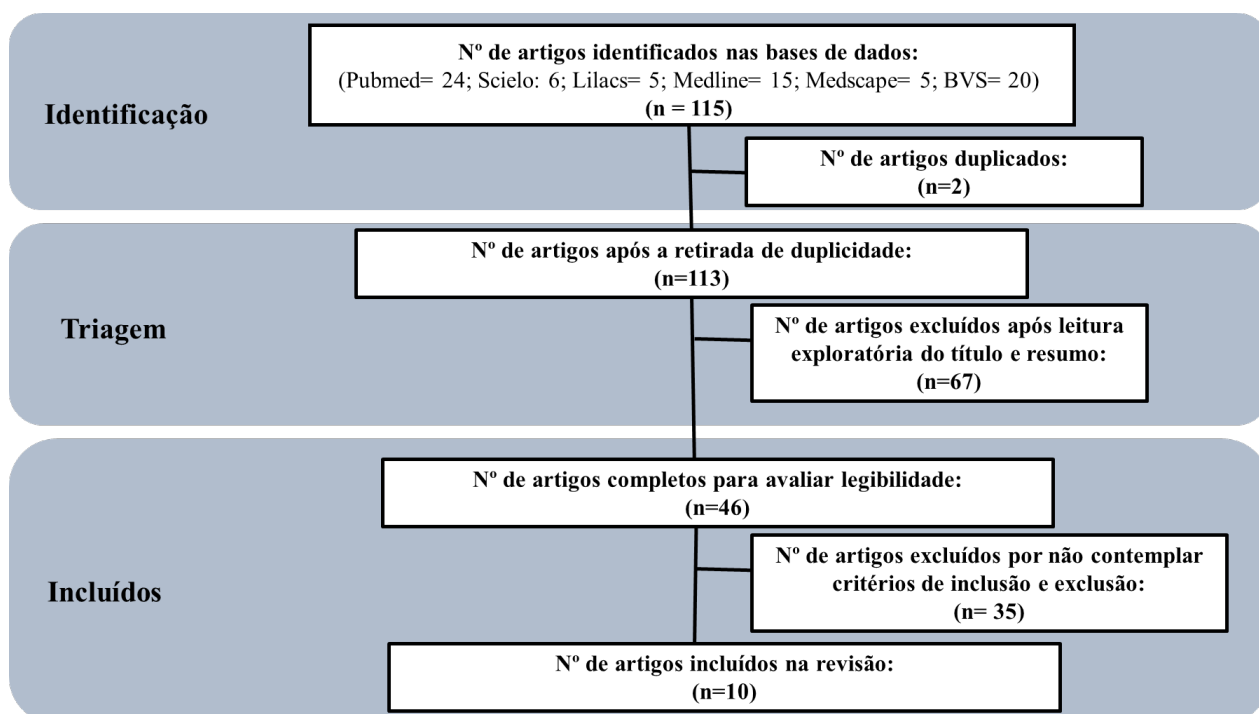 Identificação
Nº de artigos identificados nas bases de dados:
(Pubmed= 24; Scielo: 6; Lilacs= 5; Medline= 15; Medscape= 5; BVS= 20)
(n = 115)
Nº de artigos duplicados:
(n=2)
Triagem
Nº de artigos após a retirada de duplicidade:
(n=113)
Nº de artigos excluídos após leitura
exploratória do título e resumo:
(n=67)
Incluídos
Nº de artigos completos para avaliar legibilidade:
(n=46)
Nº de artigos excluídos por não contemplar
critérios de inclusão e exclusão:
(n= 35)
Nº de artigos incluídos na revisão:
(n=10)